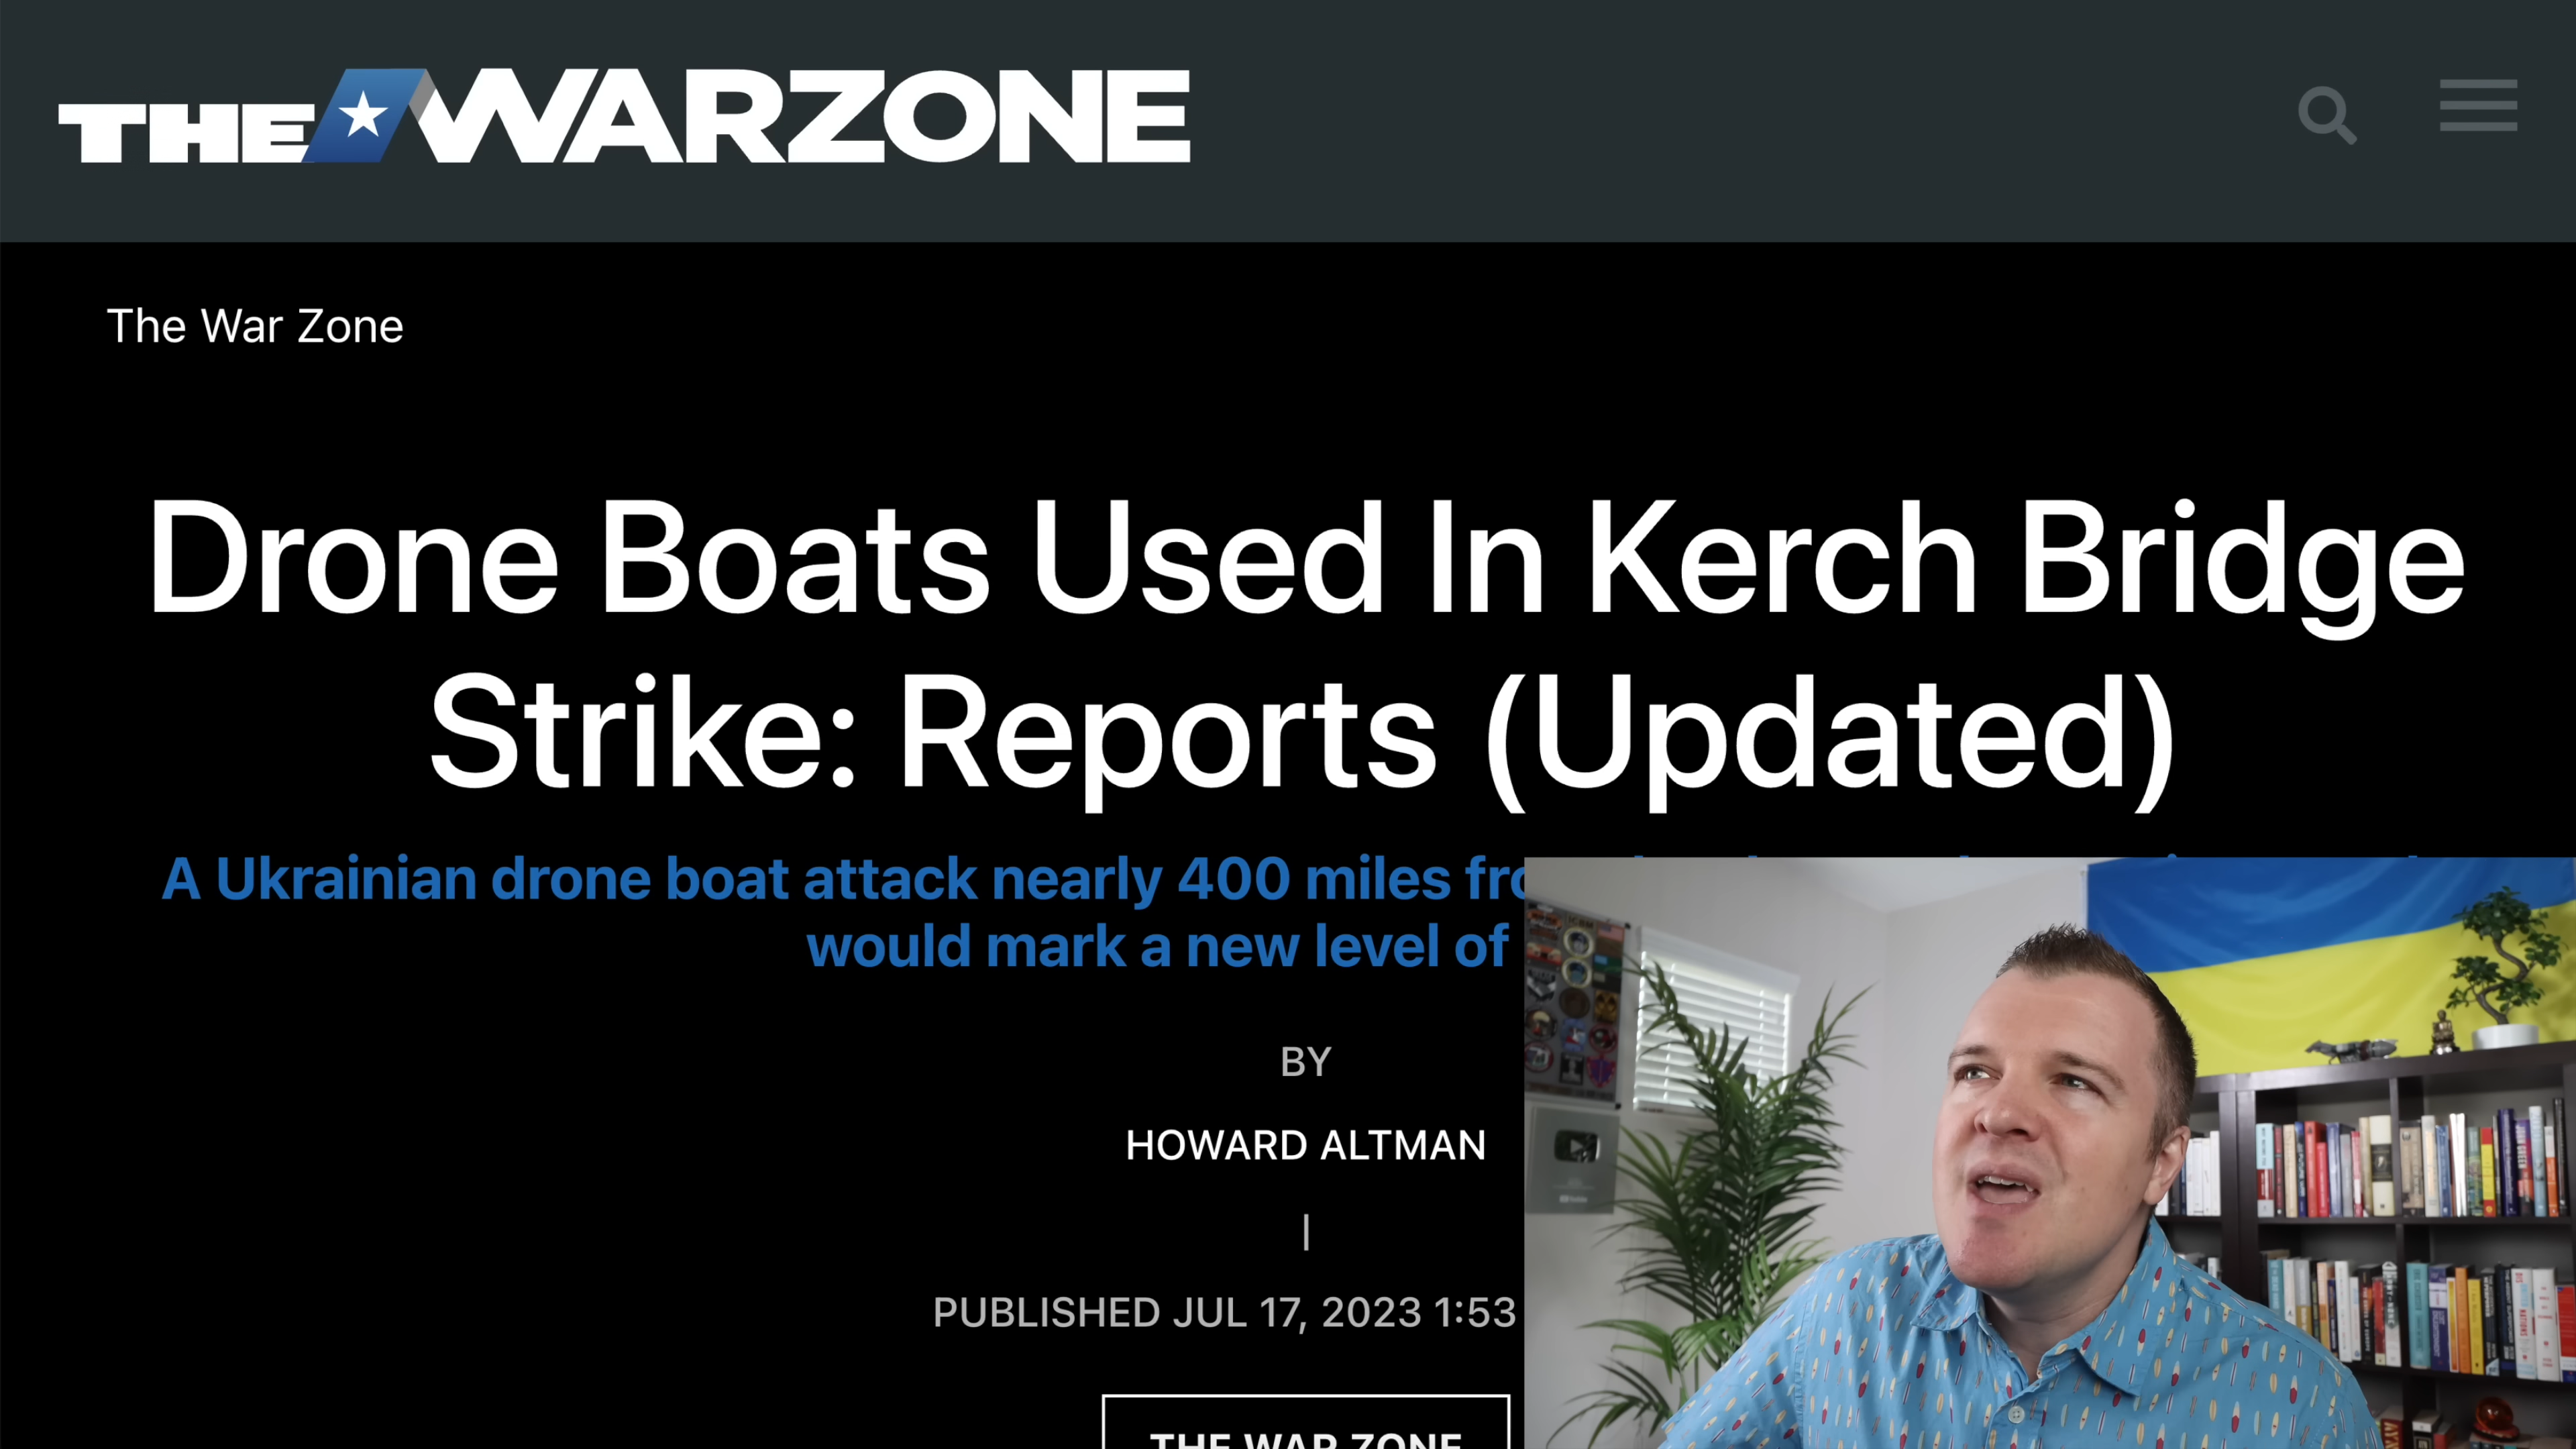 THE WARZONE
The War Zone
Drone Boats Used In Kerch Bridge
Strike: Reports (Updated)
A Ukrainian drone boat attack nearly 400 miles
would mark a new level of
BY
HOWARD ALTMAN
|
PUBLISHED JUL 17, 2023 1:53
THE WAR ZONE